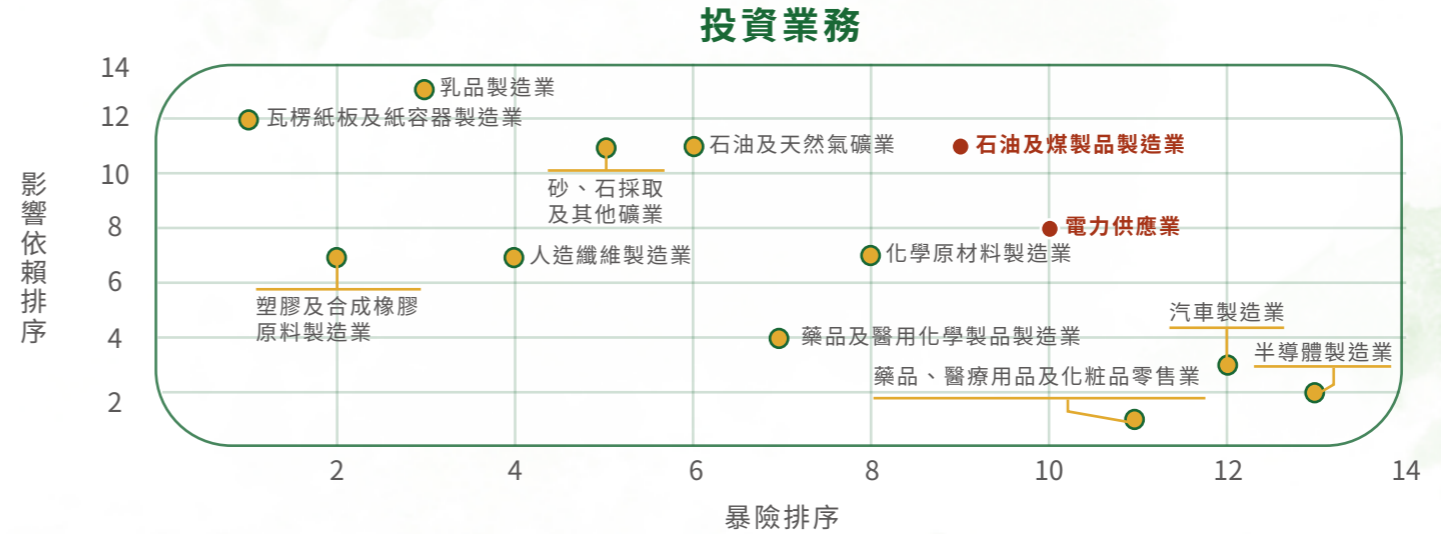 投資業務
影響依賴排序
14
12
10
8
6
4
2
乳品製造業
瓦楞紙板及紙容器製造業
石油及天然氣礦業
石油及煤製品製造業
砂、石採取
及其他礦業
電力供應業
人造纖維製造業
化學原材料製造業
塑膠及合成橡膠
原料製造業
汽車製造業
藥品及醫用化學製品製造業
半導體製造業
藥品、醫療用品及化粧品零售業
2
4
6
8
10
12
14
暴險排序